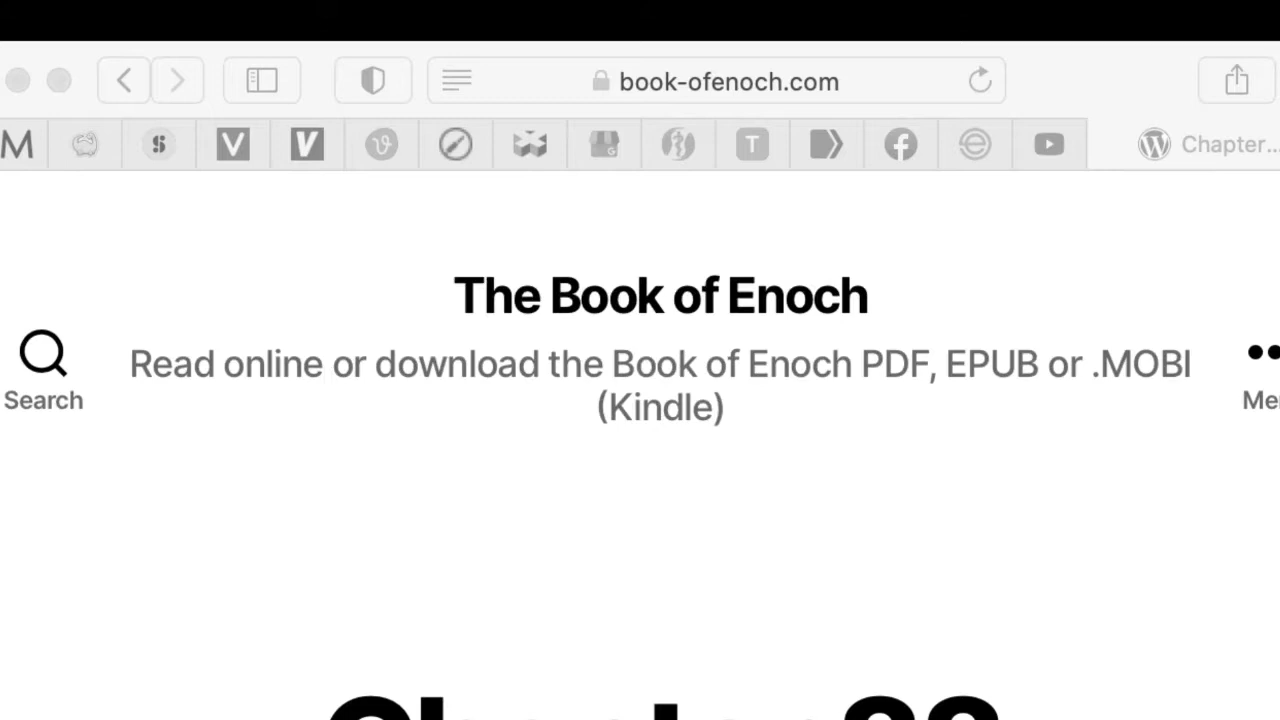 book-ofenoch.com
M
S
V
V
T
Chapter...
The Book of Enoch
Search
Read online or download the Book of Enoch PDF, EPUB or .MOBI
(Kindle)